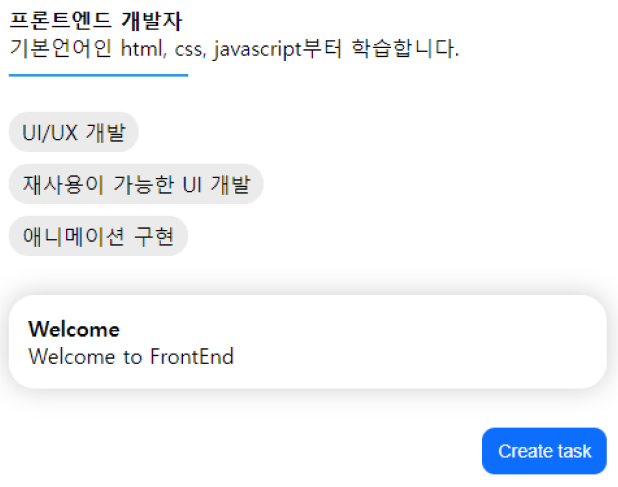 프론트엔드 개발자
기본언어인 html, css, javascript부터 학습합니다.
UI/UX 개발
재사용이 가능한 UI 개발
애니메이션 구현
Welcome
Welcome to FrontEnd
Create task